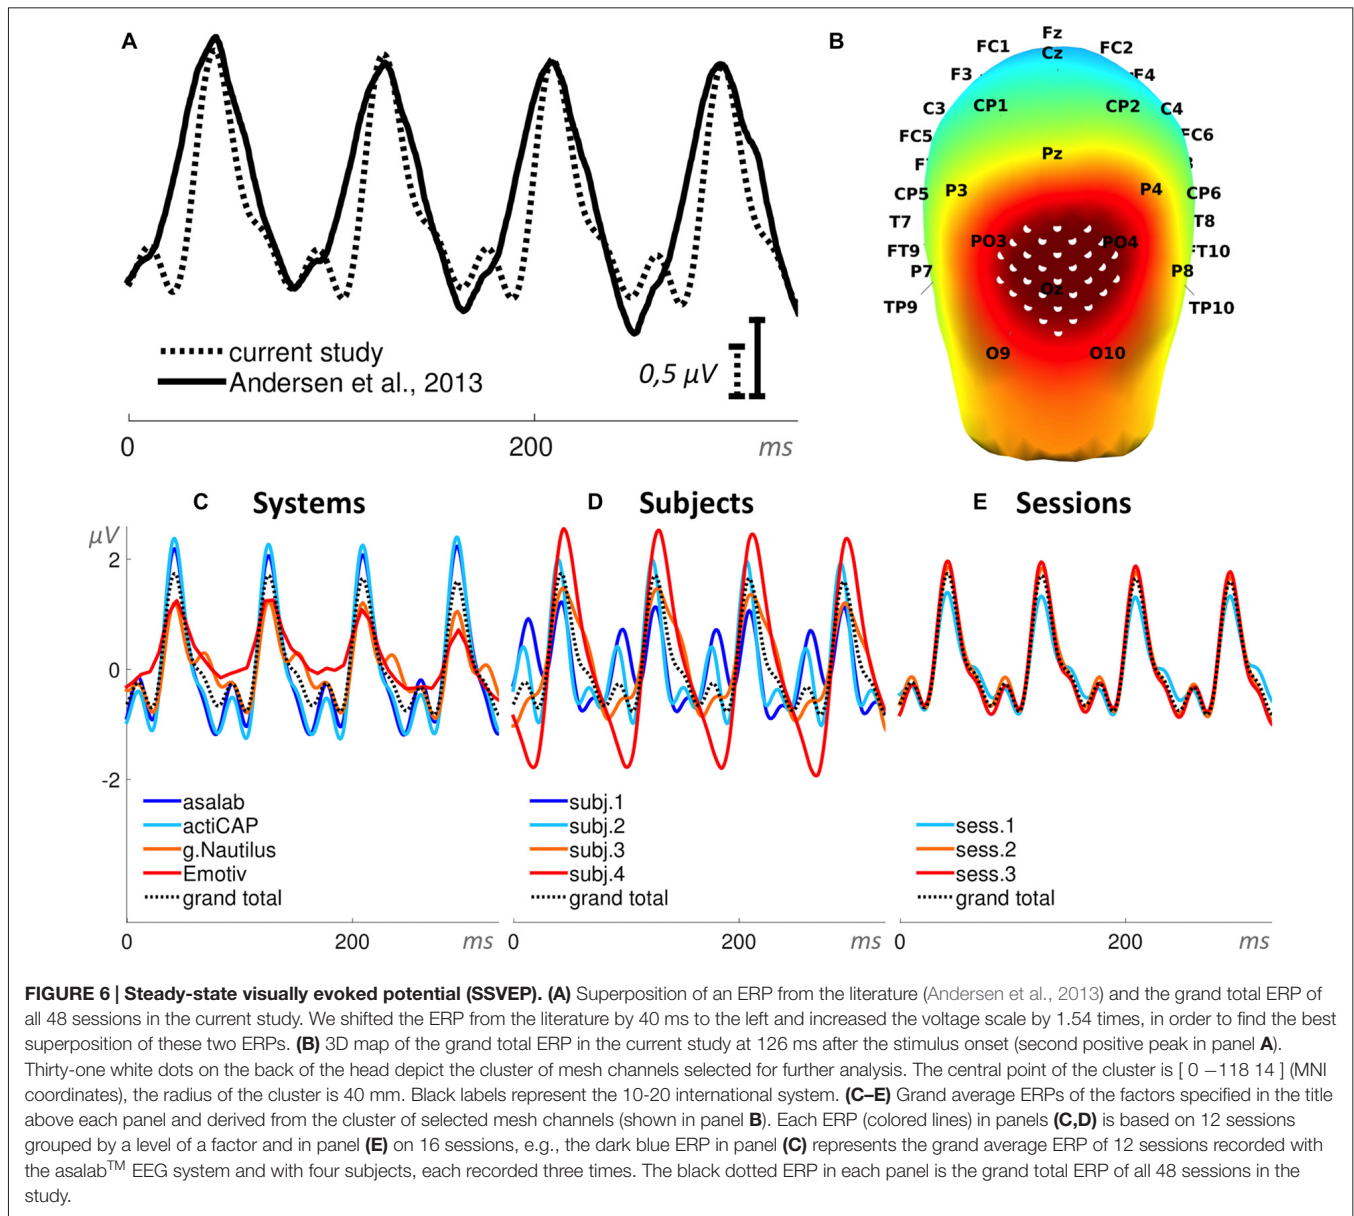 A
current study
Andersen et al., 2013
0,5 µV
0
200
ms
B
Fz
FC1
FC2
Cz
F3
F4
C3
CP1
CP2
C4
FC5
FC6
Pz
CP5
P3
P4
CP6
T7
T8
PO3
PO4
FT9
FT10
P7
P8
Oz
TP9
TP10
O9
O10
C
Systems
µV
2
0
-2
asalab
actiCAP
g.Nautilus
Emotiv
grand total
0
200
ms
D
Subjects
subj.1
subj.2
subj.3
subj.4
grand total
0
200
ms
E
Sessions
sess.1
sess.2
sess.3
grand total
0
200
ms
FIGURE 6 | Steady-state visually evoked potential (SSVEP). (A) Superposition of an ERP from the literature (Andersen et al., 2013) and the grand total ERP of
all 48 sessions in the current study. We shifted the ERP from the literature by 40 ms to the left and increased the voltage scale by 1.54 times, in order to find the best
superposition of these two ERPs. (B) 3D map of the grand total ERP in the current study at 126 ms after the stimulus onset (second positive peak in panel A).
Thirty-one white dots on the back of the head depict the cluster of mesh channels selected for further analysis. The central point of the cluster is [ 0 −118 14 ] (MNI
coordinates), the radius of the cluster is 40 mm. Black labels represent the 10-20 international system. (C–E) Grand average ERPs of the factors specified in the title
above each panel and derived from the cluster of selected mesh channels (shown in panel B). Each ERP (colored lines) in panels (C,D) is based on 12 sessions
grouped by a level of a factor and in panel (E) on 16 sessions, e.g., the dark blue ERP in panel (C) represents the grand average ERP of 12 sessions recorded with
the asalab™ EEG system and with four subjects, each recorded three times. The black dotted ERP in each panel is the grand total ERP of all 48 sessions in the
study.